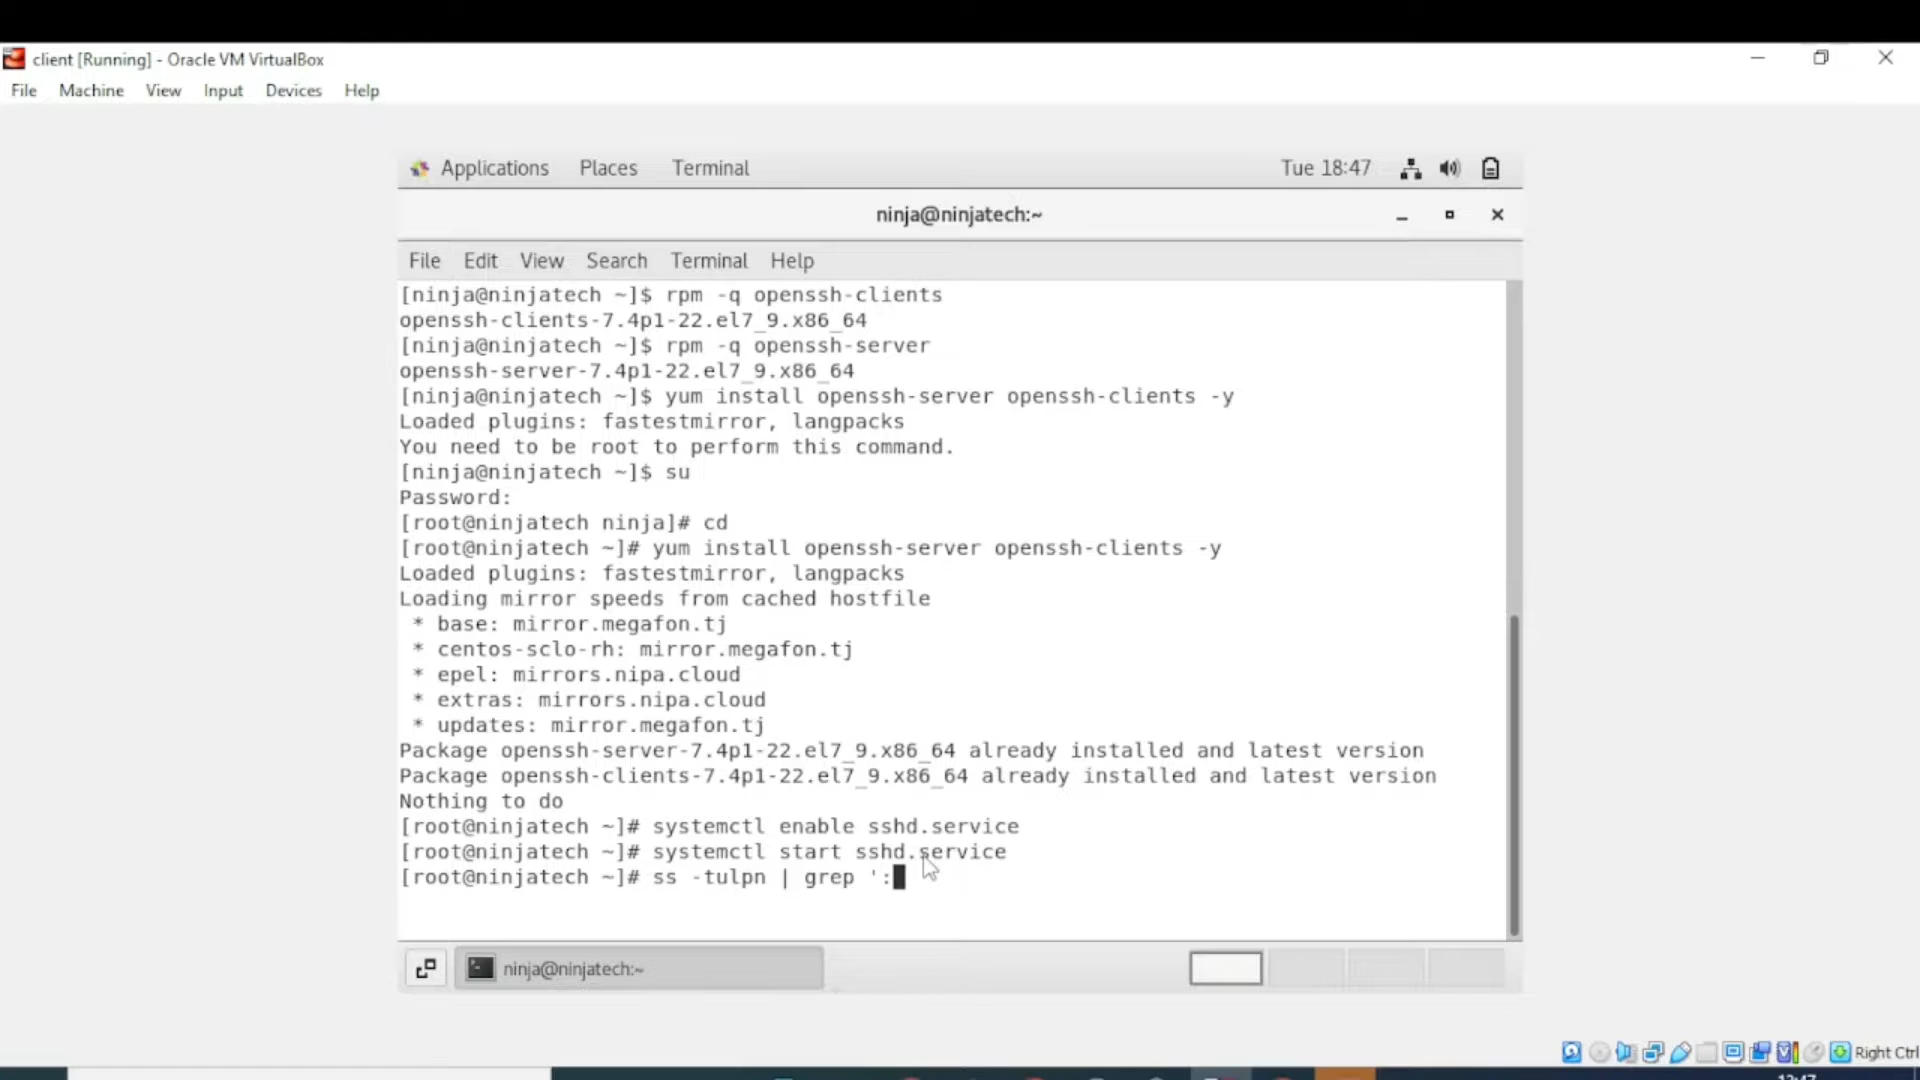 client [Running] - Oracle VM VirtualBox
File Machine View Input Devices Help
Applications Places Terminal Tue 18:47
ninja@ninjatech:~
File Edit View Search Terminal Help
[ninja@ninjatech ~]$ rpm -q openssh-clients
openssh-clients-7.4p1-22.el7_9.x86_64
[ninja@ninjatech ~]$ rpm -q openssh-server
openssh-server-7.4p1-22.el7_9.x86_64
[ninja@ninjatech ~]$ yum install openssh-server openssh-clients -y
Loaded plugins: fastestmirror, langpacks
You need to be root to perform this command.
[ninja@ninjatech ~]$ su
Password:
[root@ninjatech ninja]# cd
[root@ninjatech ~]# yum install openssh-server openssh-clients -y
Loaded plugins: fastestmirror, langpacks
Loading mirror speeds from cached hostfile
* base: mirror.megafon.tj
* centos-sclo-rh: mirror.megafon.tj
* epel: mirrors.nipa.cloud
* extras: mirrors.nipa.cloud
* updates: mirror.megafon.tj
Package openssh-server-7.4p1-22.el7_9.x86_64 already installed and latest version
Package openssh-clients-7.4p1-22.el7_9.x86_64 already installed and latest version
Nothing to do
[root@ninjatech ~]# systemctl enable sshd.service
[root@ninjatech ~]# systemctl start sshd.service
[root@ninjatech ~]# ss -tulpn | grep ':
ninja@ninjatech:~
Right Ctrl